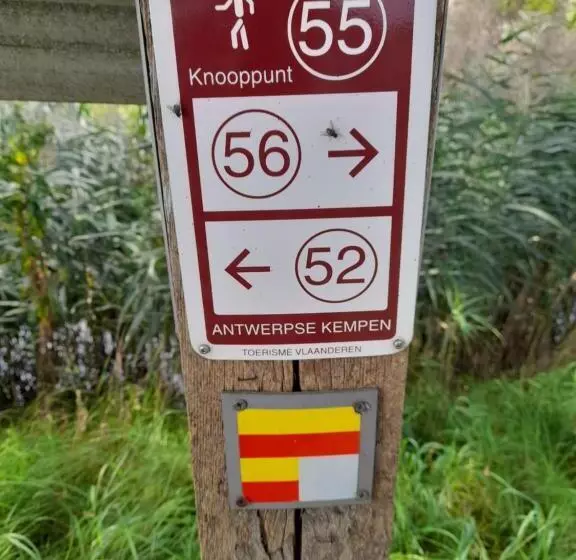 55
Knooppunt
56 →
← 52
ANTWERPSE KEMPEN
TOERISME VLAANDEREN